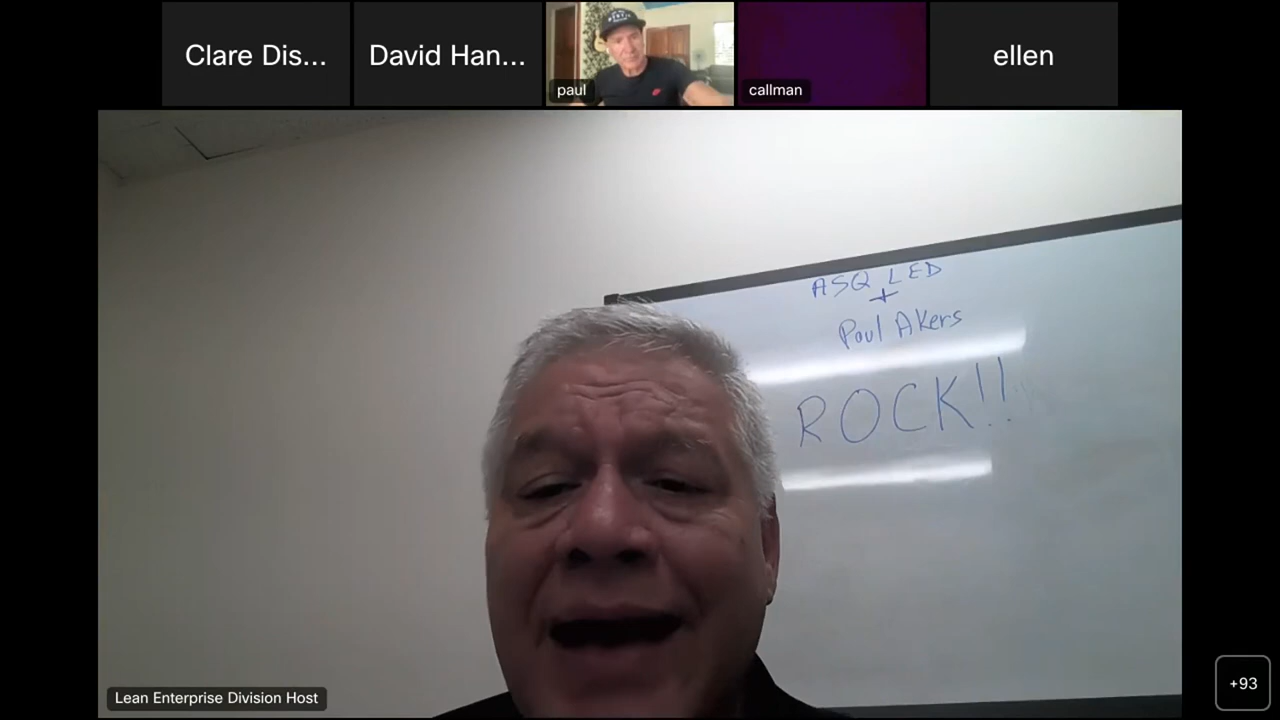 Clare Dis...
David Han...
paul
callman
ellen
ASQ LED
+
Paul Akers
ROCK!!
Lean Enterprise Division Host
+93